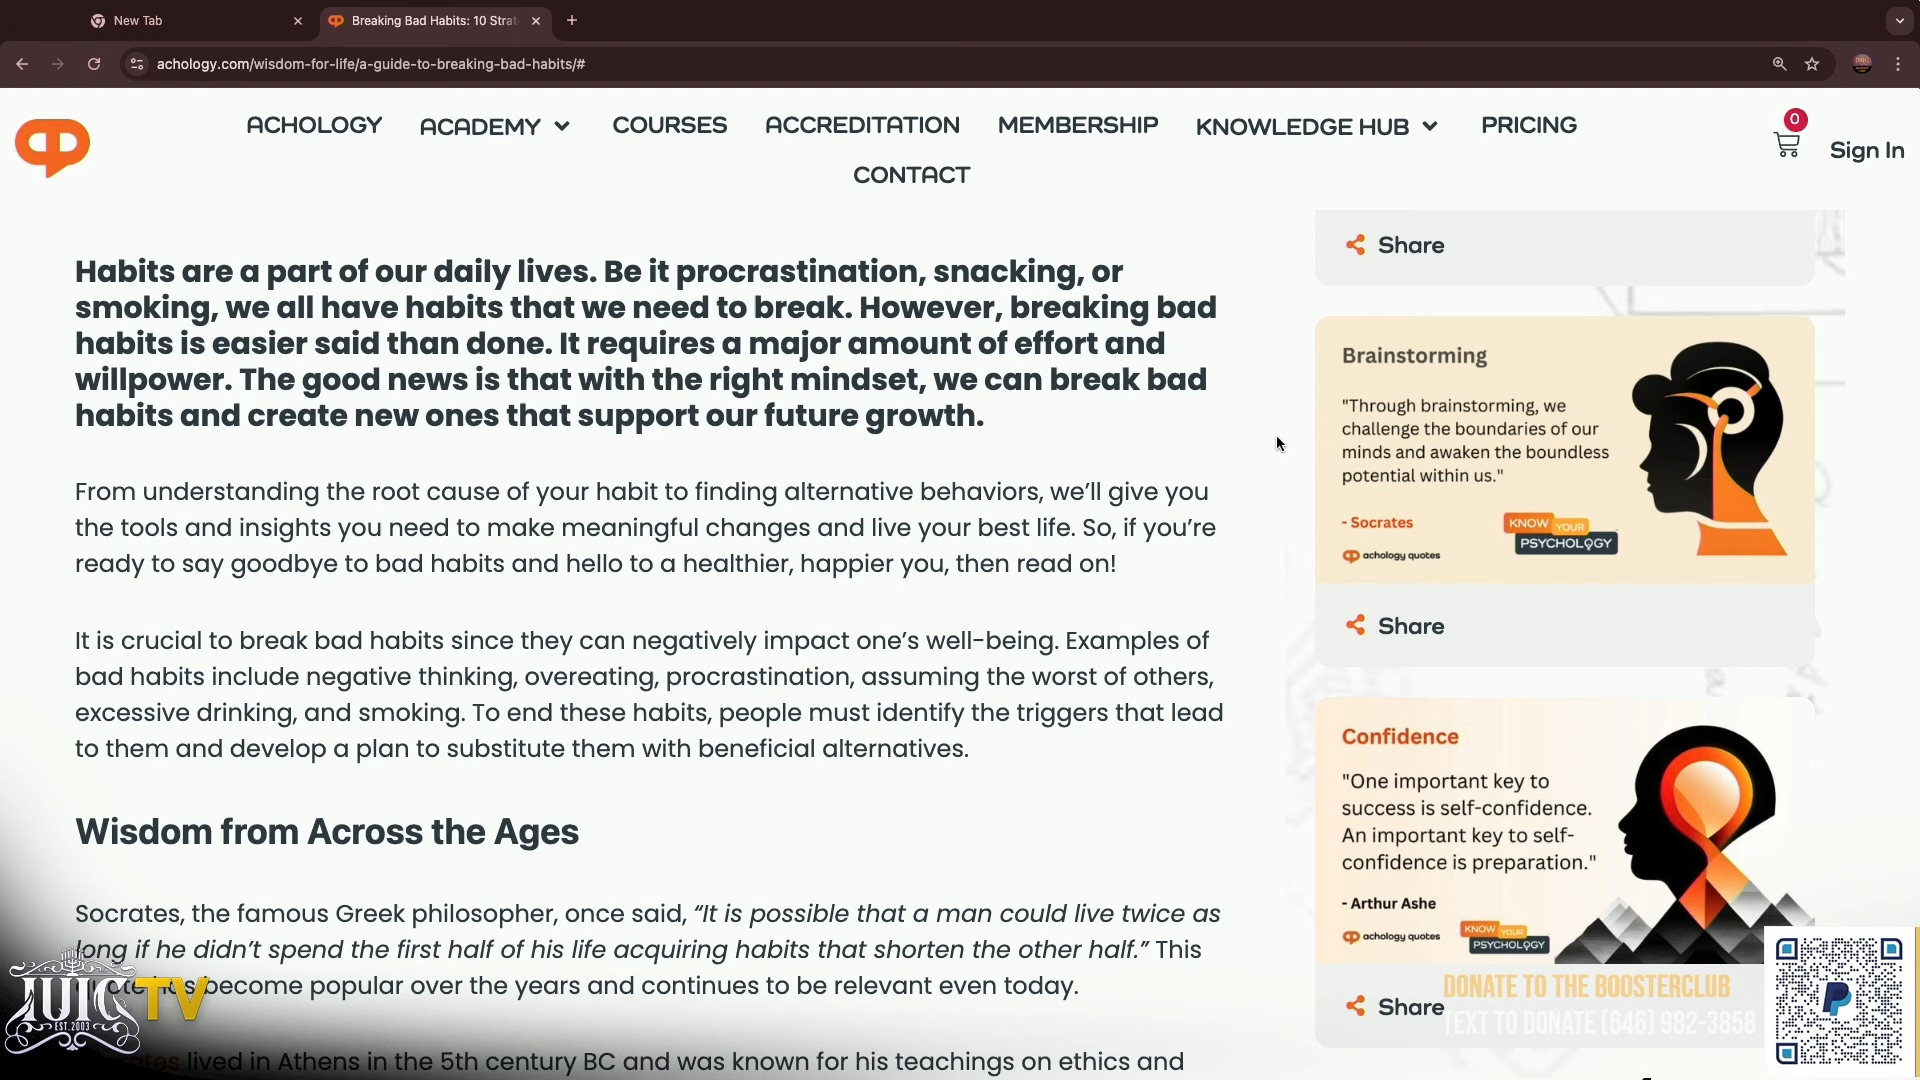 New Tab
Breaking Bad Habits: 10 Strat
achology.com/wisdom-for-life/a-guide-to-breaking-bad-habits/#
ACHOLOGY
ACADEMY
COURSES
ACCREDITATION
MEMBERSHIP
KNOWLEDGE HUB
PRICING
CONTACT
0
Sign In
Habits are a part of our daily lives. Be it procrastination, snacking, or
smoking, we all have habits that we need to break. However, breaking bad
habits is easier said than done. It requires a major amount of effort and
willpower. The good news is that with the right mindset, we can break bad
habits and create new ones that support our future growth.
From understanding the root cause of your habit to finding alternative behaviors, we’ll give you
the tools and insights you need to make meaningful changes and live your best life. So, if you’re
ready to say goodbye to bad habits and hello to a healthier, happier you, then read on!
It is crucial to break bad habits since they can negatively impact one’s well-being. Examples of
bad habits include negative thinking, overeating, procrastination, assuming the worst of others,
excessive drinking, and smoking. To end these habits, people must identify the triggers that lead
to them and develop a plan to substitute them with beneficial alternatives.
Wisdom from Across the Ages
Socrates, the famous Greek philosopher, once said, “It is possible that a man could live twice as
long if he didn’t spend the first half of his life acquiring habits that shorten the other half.” This
become popular over the years and continues to be relevant even today.
lived in Athens in the 5th century BC and was known for his teachings on ethics and
Share
Brainstorming
"Through brainstorming, we
challenge the boundaries of our
minds and awaken the boundless
potential within us."
- Socrates
achology quotes
KNOW YOUR
PSYCHOLOGY
Share
Confidence
"One important key to
success is self-confidence.
An important key to self-
confidence is preparation."
- Arthur Ashe
achology quotes
KNOW YOUR
PSYCHOLOGY
Share
DONATE TO THE BOOSTERCLUB
TEXT TO DONATE (646) 982-3858
IUIC TV
EST.2003